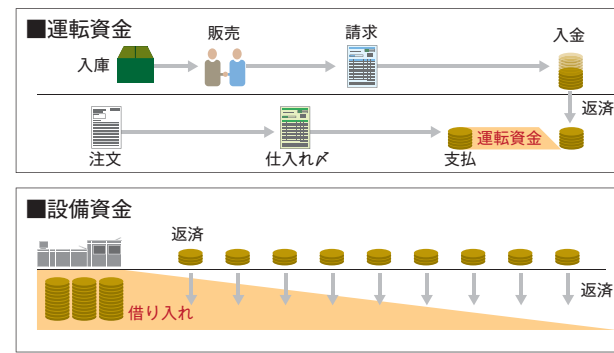 ■運転資金
入庫
販売
請求
入金
返済
注文
仕入れ〆
支払
運転資金
■設備資金
返済
借り入れ
返済